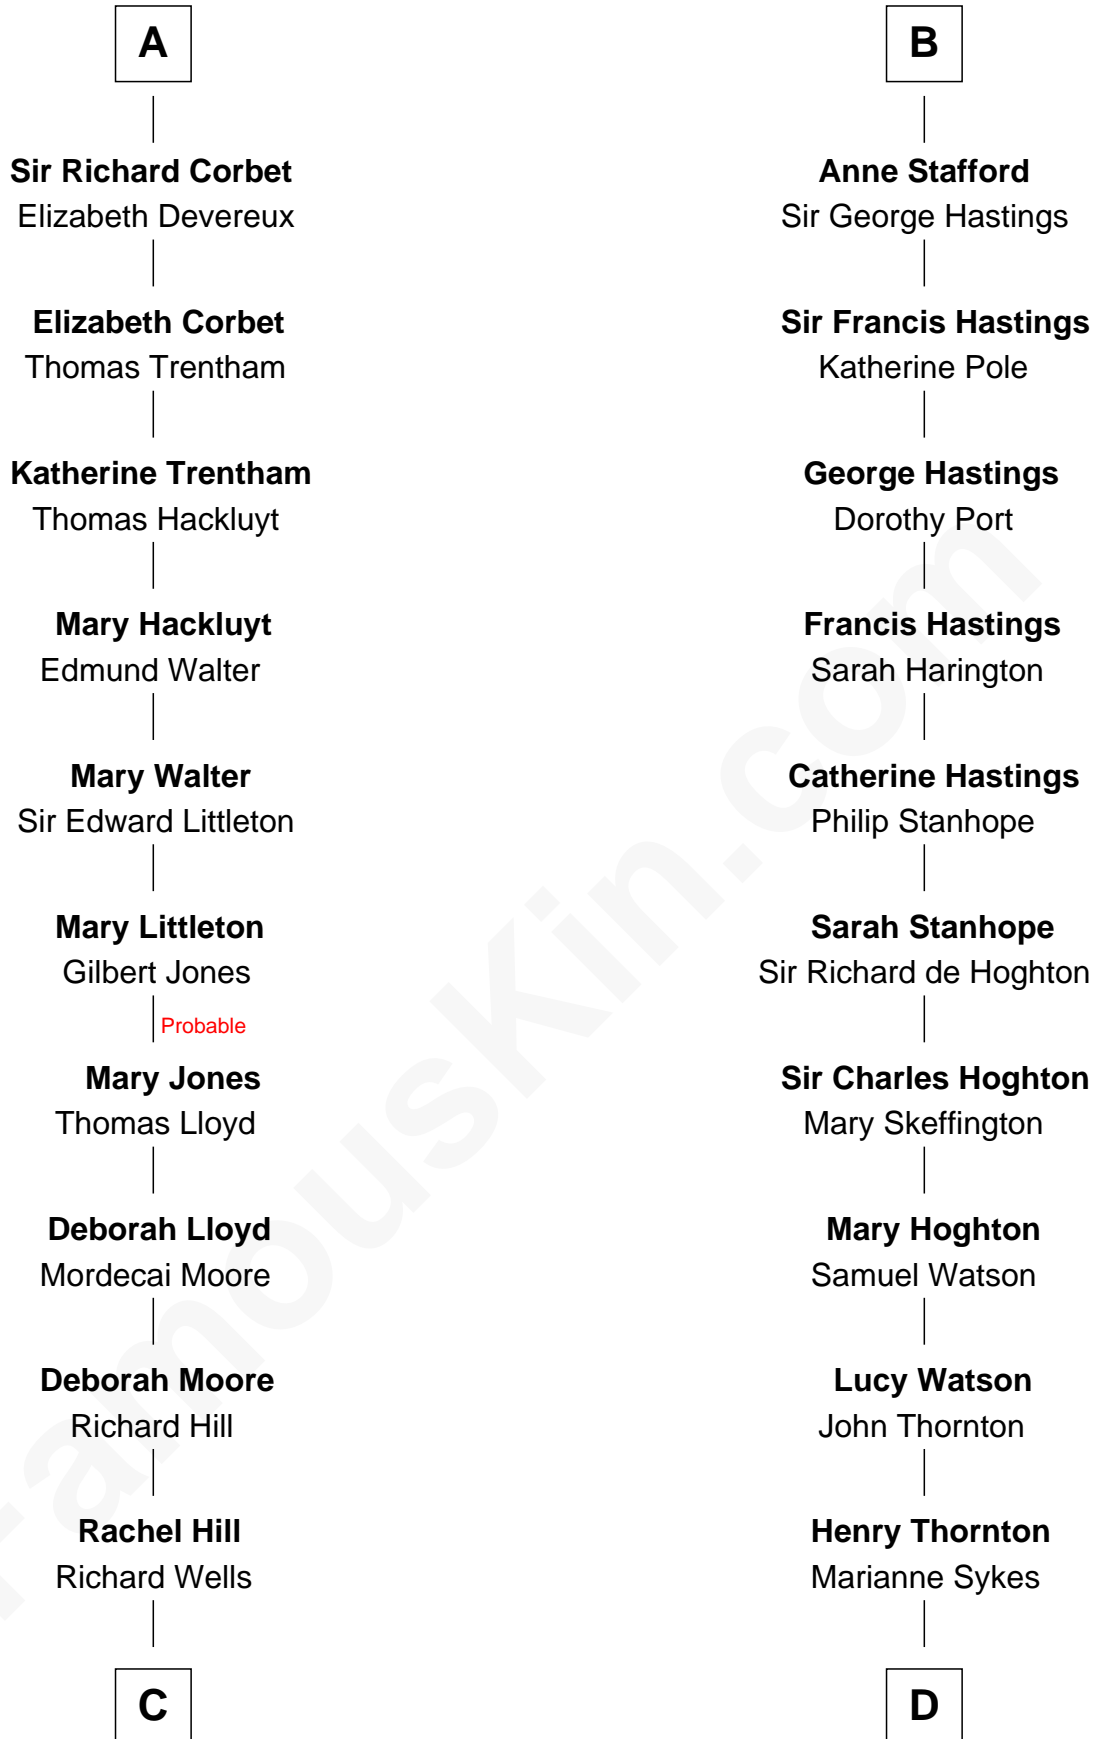 A
Sir Richard Corbet
Elizabeth Devereux
Elizabeth Corbet
Thomas Trentham
Katherine Trentham
Thomas Hackluyt
Mary Hackluyt
Edmund Walter
Mary Walter
Sir Edward Littleton
Mary Littleton
Gilbert Jones
Probable
Mary Jones
Thomas Lloyd
Deborah Lloyd
Mordecai Moore
Deborah Moore
Richard Hill
Rachel Hill
Richard Wells
C
B
Anne Stafford
Sir George Hastings
Sir Francis Hastings
Katherine Pole
George Hastings
Dorothy Port
Francis Hastings
Sarah Harington
Catherine Hastings
Philip Stanhope
Sarah Stanhope
Sir Richard de Hoghton
Sir Charles Hoghton
Mary Skeffington
Mary Hoghton
Samuel Watson
Lucy Watson
John Thornton
Henry Thornton
Marianne Sykes
D
FamousKin.com